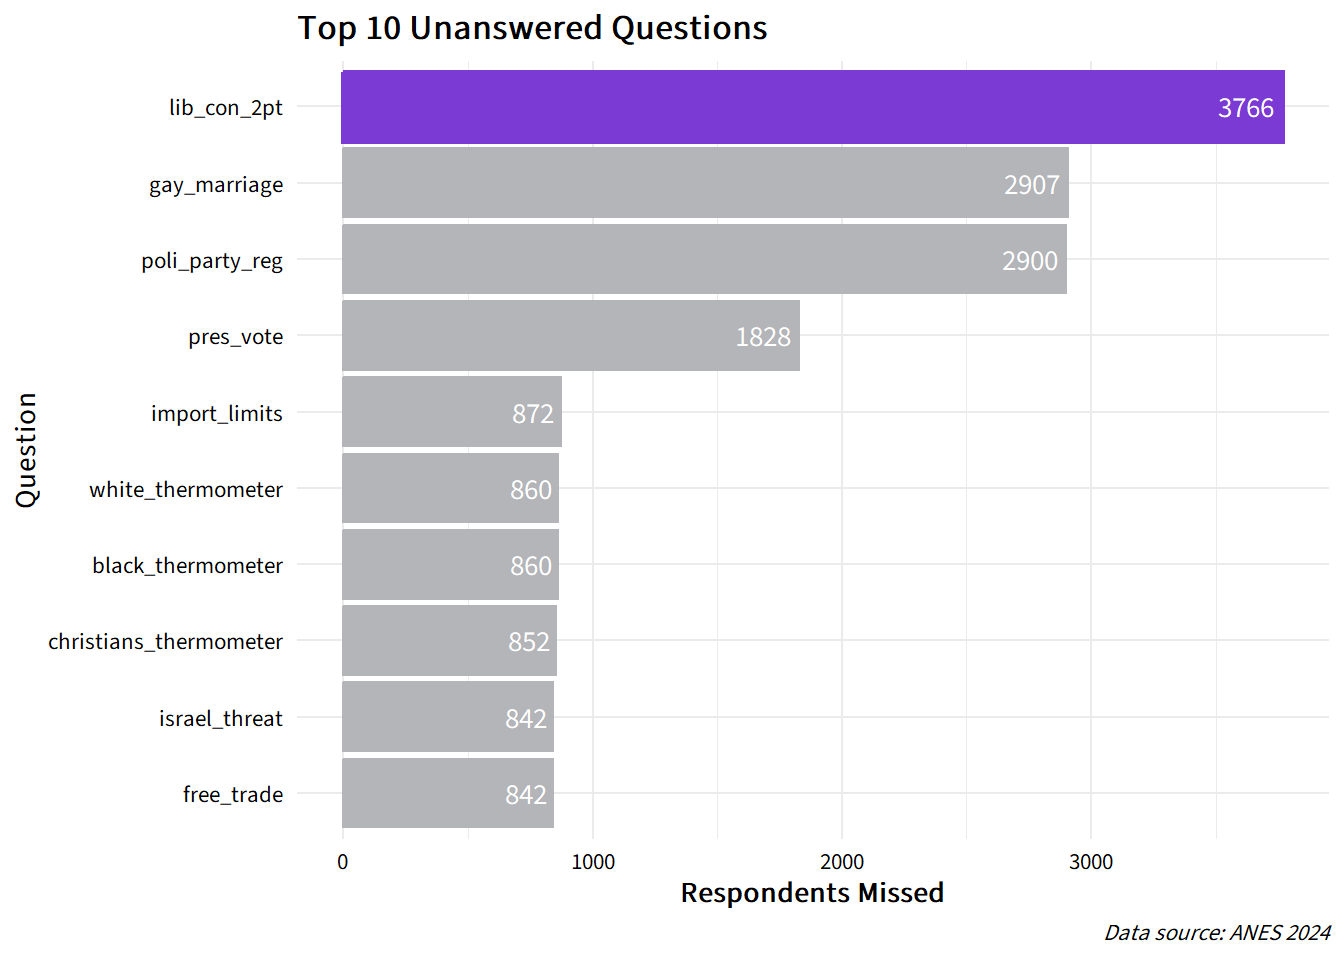 Top 10 Unanswered Questions
lib_con_2pt 3766
gay_marriage 2907
poli_party_reg 2900
pres_vote 1828
import_limits 872
white_thermometer 860
black_thermometer 860
christians_thermometer 852
israel_threat 842
free_trade 842
Question
0 1000 2000 3000
Respondents Missed
Data source: ANES 2024